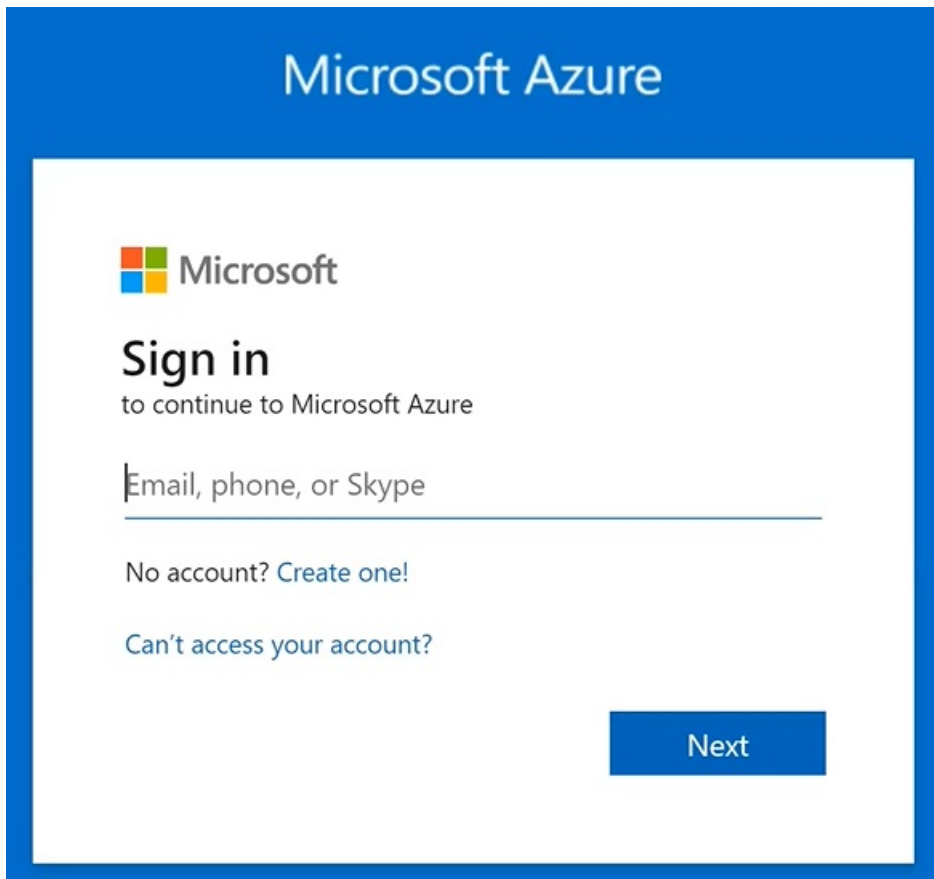 Microsoft Azure
Microsoft
Sign in
to continue to Microsoft Azure
Email, phone, or Skype
No account? Create one!
Can't access your account?
Next